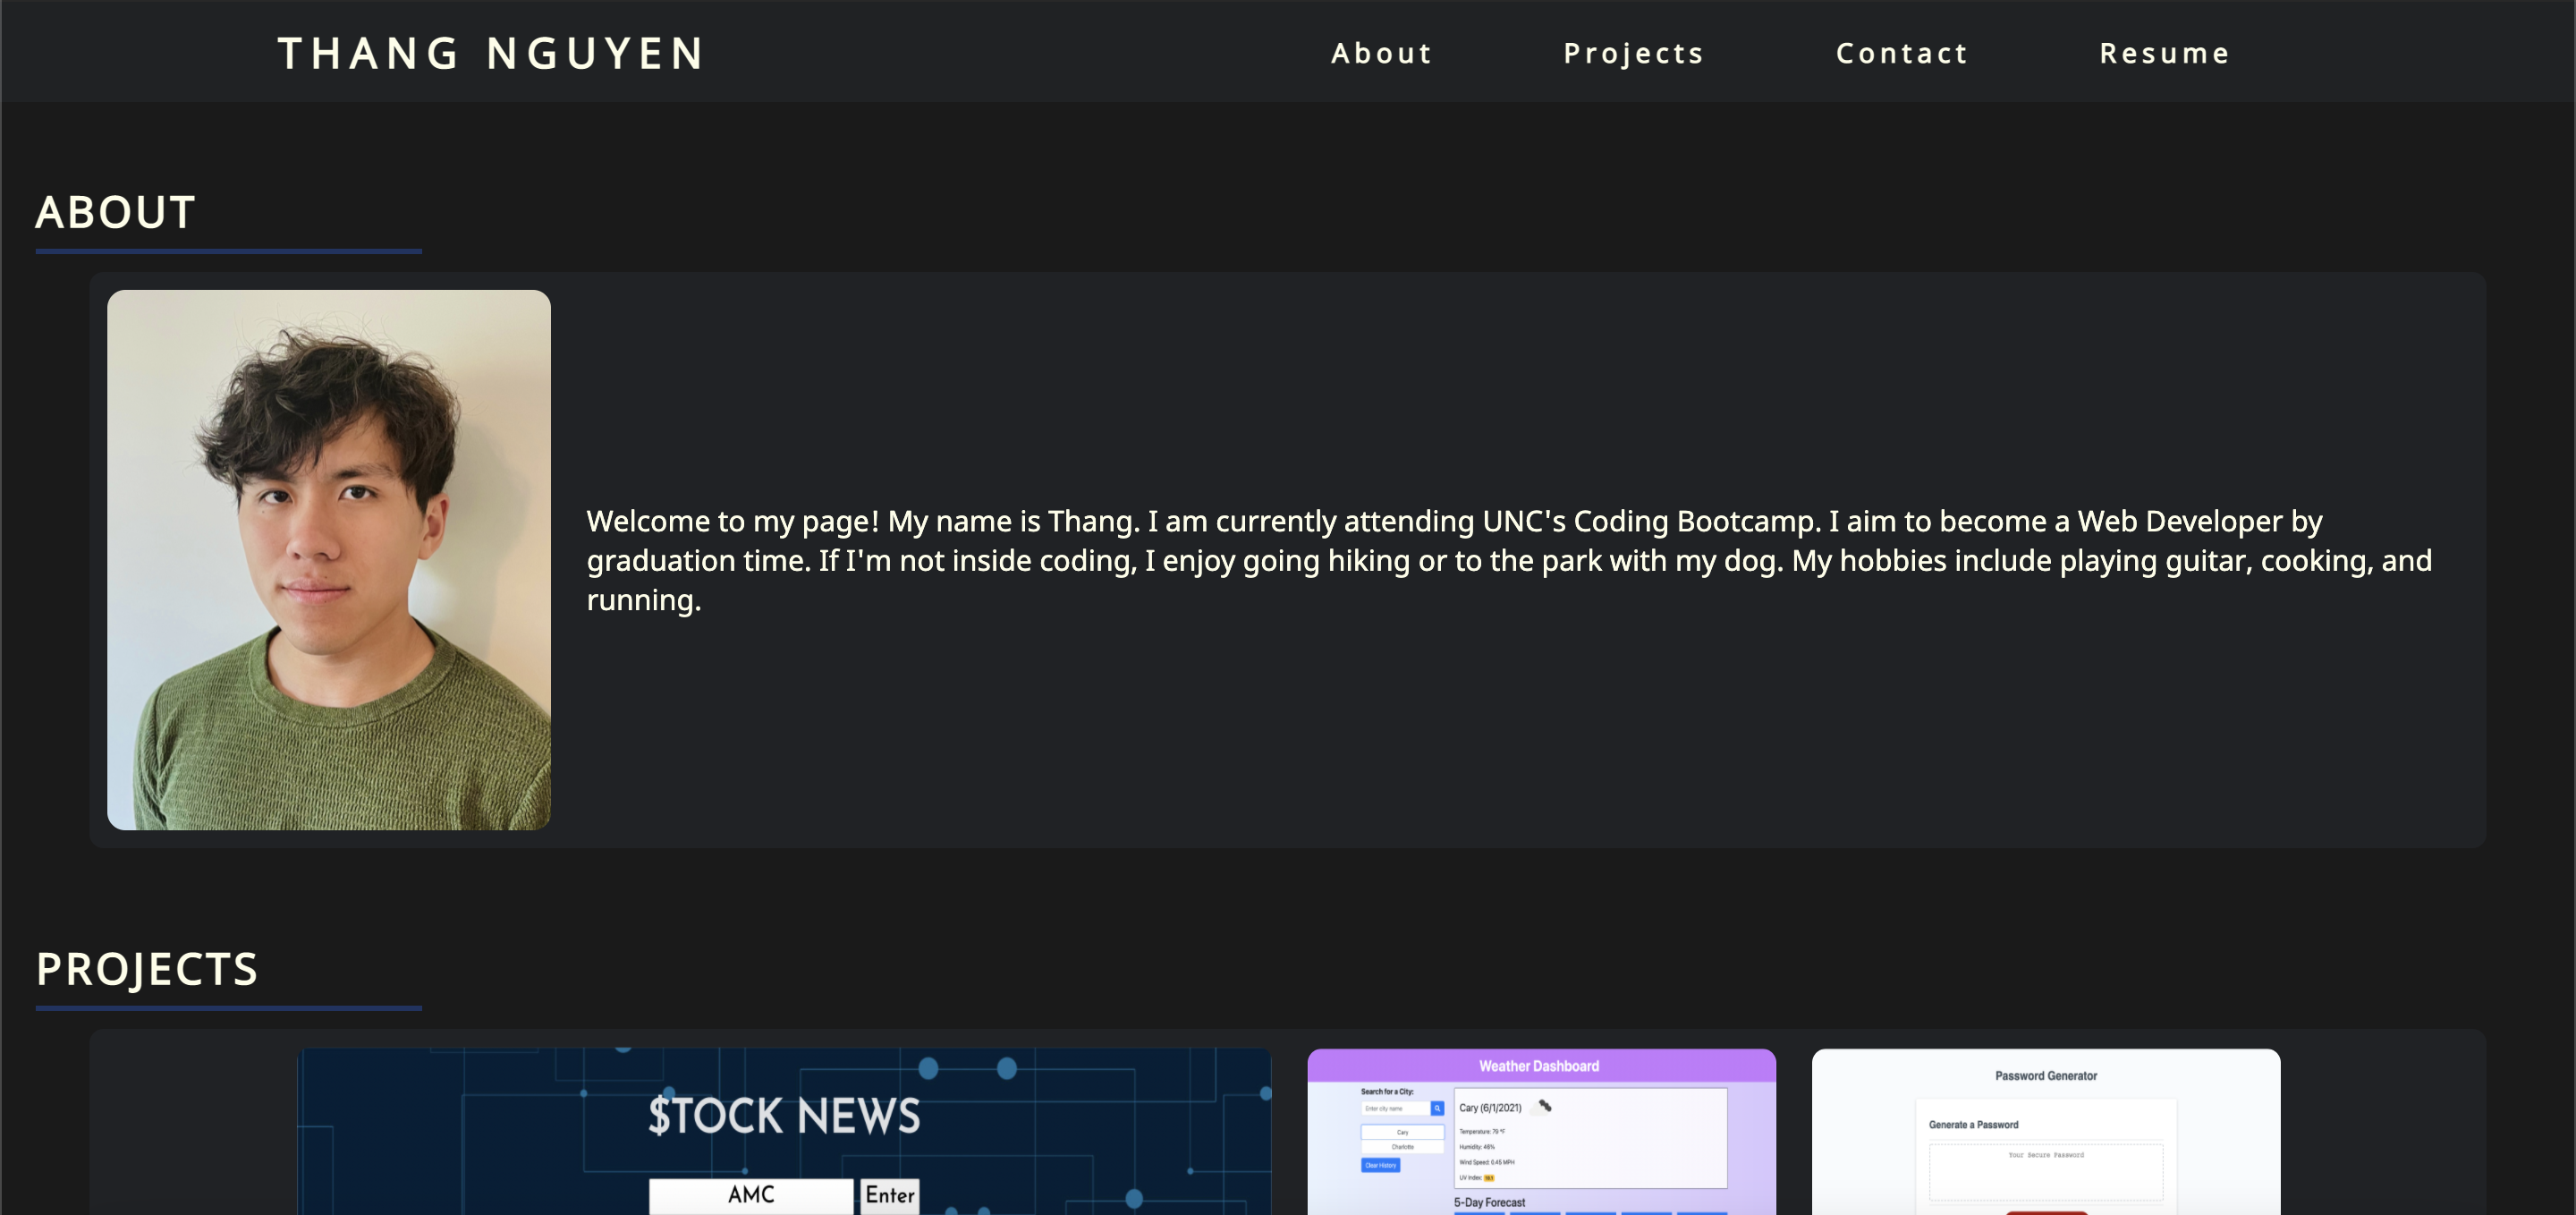 THANG NGUYEN
About
Projects
Contact
Resume
ABOUT
Welcome to my page! My name is Thang. I am currently attending UNC's Coding Bootcamp. I aim to become a Web Developer by
graduation time. If I'm not inside coding, I enjoy going hiking or to the park with my dog. My hobbies include playing guitar, cooking, and
running.
PROJECTS
$TOCK NEWS
AMC
Enter
Weather Dashboard
Search for a City:
Enter city name
Cary
Charlotte
Clear History
Cary (6/1/2021)
Temperature: 79 °F
Humidity: 48%
Wind Speed: 0.45 MPH
UV Index:
5-Day Forecast
Password Generator
Generate a Password
Your Secure Password